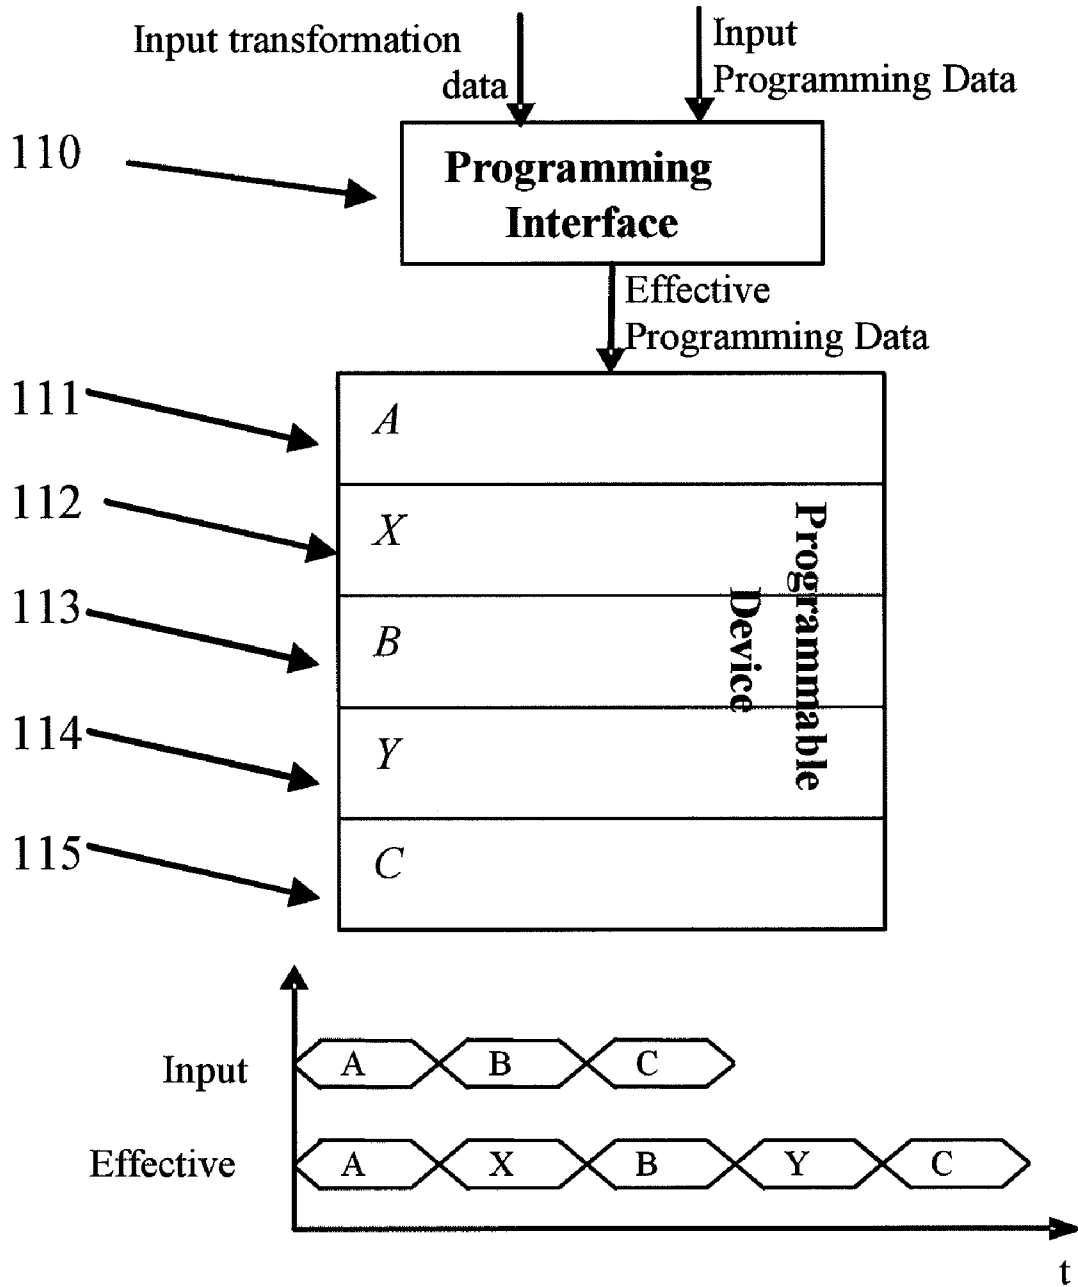 Input transformation
data
Input
Programming Data
110
Programming
Interface
Effective
Programming Data
111
A
112
X
113
B
114
Y
115
C
Programmable
Device
Input
A
B
C
Effective
A
X
B
Y
C
t